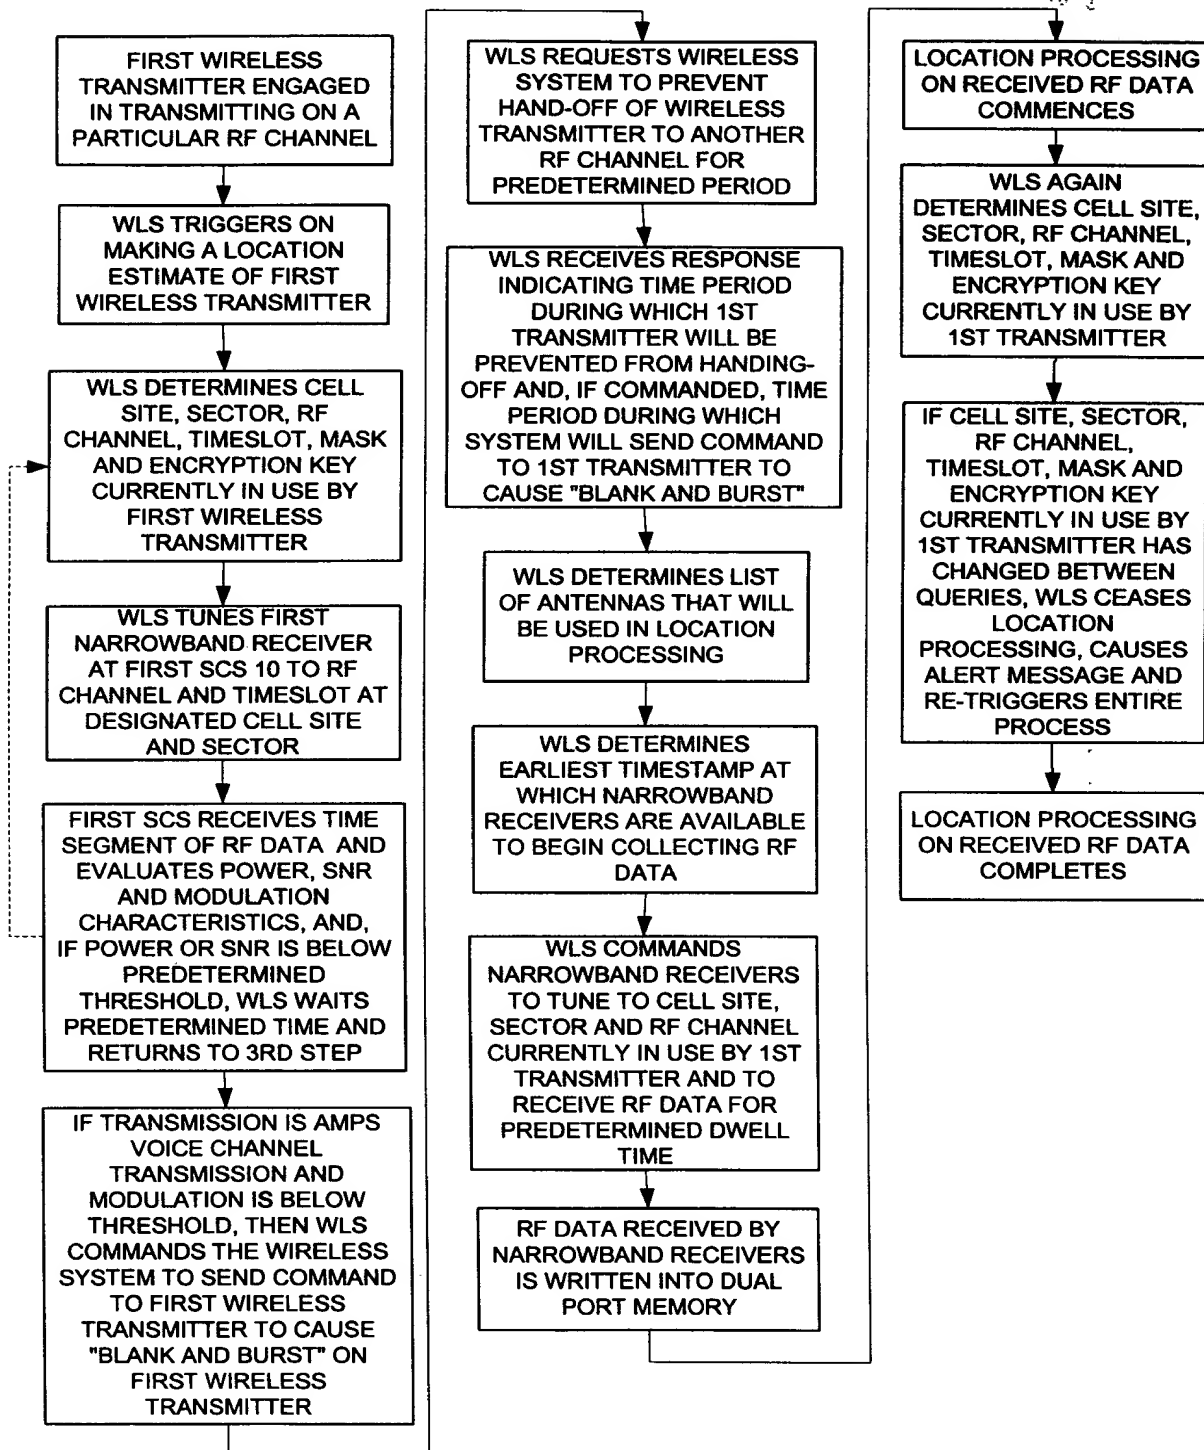 FIRST WIRELESS
TRANSMITTER ENGAGED
IN TRANSMITTING ON A
PARTICULAR RF CHANNEL
WLS TRIGGERS ON
MAKING A LOCATION
ESTIMATE OF FIRST
WIRELESS TRANSMITTER
WLS DETERMINES CELL
SITE, SECTOR, RF
CHANNEL, TIMESLOT, MASK
AND ENCRYPTION KEY
CURRENTLY IN USE BY
FIRST WIRELESS
TRANSMITTER
WLS TUNES FIRST
NARROWBAND RECEIVER
AT FIRST SCS 10 TO RF
CHANNEL AND TIMESLOT AT
DESIGNATED CELL SITE
AND SECTOR
FIRST SCS RECEIVES TIME
SEGMENT OF RF DATA AND
EVALUATES POWER, SNR
AND MODULATION
CHARACTERISTICS, AND,
IF POWER OR SNR IS BELOW
PREDETERMINED
THRESHOLD, WLS WAITS
PREDETERMINED TIME AND
RETURNS TO 3RD STEP
IF TRANSMISSION IS AMPS
VOICE CHANNEL
TRANSMISSION AND
MODULATION IS BELOW
THRESHOLD, THEN WLS
COMMANDS THE WIRELESS
SYSTEM TO SEND COMMAND
TO FIRST WIRELESS
TRANSMITTER TO CAUSE
"BLANK AND BURST" ON
FIRST WIRELESS
TRANSMITTER
WLS REQUESTS WIRELESS
SYSTEM TO PREVENT
HAND-OFF OF WIRELESS
TRANSMITTER TO ANOTHER
RF CHANNEL FOR
PREDETERMINED PERIOD
WLS RECEIVES RESPONSE
INDICATING TIME PERIOD
DURING WHICH 1ST
TRANSMITTER WILL BE
PREVENTED FROM HANDING-
OFF AND, IF COMMANDED, TIME
PERIOD DURING WHICH
SYSTEM WILL SEND COMMAND
TO 1ST TRANSMITTER TO
CAUSE "BLANK AND BURST"
WLS DETERMINES LIST
OF ANTENNAS THAT WILL
BE USED IN LOCATION
PROCESSING
WLS DETERMINES
EARLIEST TIMESTAMP AT
WHICH NARROWBAND
RECEIVERS ARE AVAILABLE
TO BEGIN COLLECTING RF
DATA
WLS COMMANDS
NARROWBAND RECEIVERS
TO TUNE TO CELL SITE,
SECTOR AND RF CHANNEL
CURRENTLY IN USE BY 1ST
TRANSMITTER AND TO
RECEIVE RF DATA FOR
PREDETERMINED DWELL
TIME
RF DATA RECEIVED BY
NARROWBAND RECEIVERS
IS WRITTEN INTO DUAL
PORT MEMORY
LOCATION PROCESSING
ON RECEIVED RF DATA
COMMENCES
WLS AGAIN
DETERMINES CELL SITE,
SECTOR, RF CHANNEL,
TIMESLOT, MASK AND
ENCRYPTION KEY
CURRENTLY IN USE BY
1ST TRANSMITTER
IF CELL SITE, SECTOR,
RF CHANNEL,
TIMESLOT, MASK AND
ENCRYPTION KEY
CURRENTLY IN USE BY
1ST TRANSMITTER HAS
CHANGED BETWEEN
QUERIES, WLS CEASES
LOCATION
PROCESSING, CAUSES
ALERT MESSAGE AND
RE-TRIGGERS ENTIRE
PROCESS
LOCATION PROCESSING
ON RECEIVED RF DATA
COMPLETES